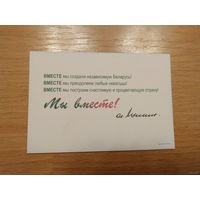 ВМЕСТЕ мы создали независимую Беларусь!
ВМЕСТЕ мы преодолеем любые невзгоды!
ВМЕСТЕ мы построим счастливую и процветающую страну!
Мы вместе!